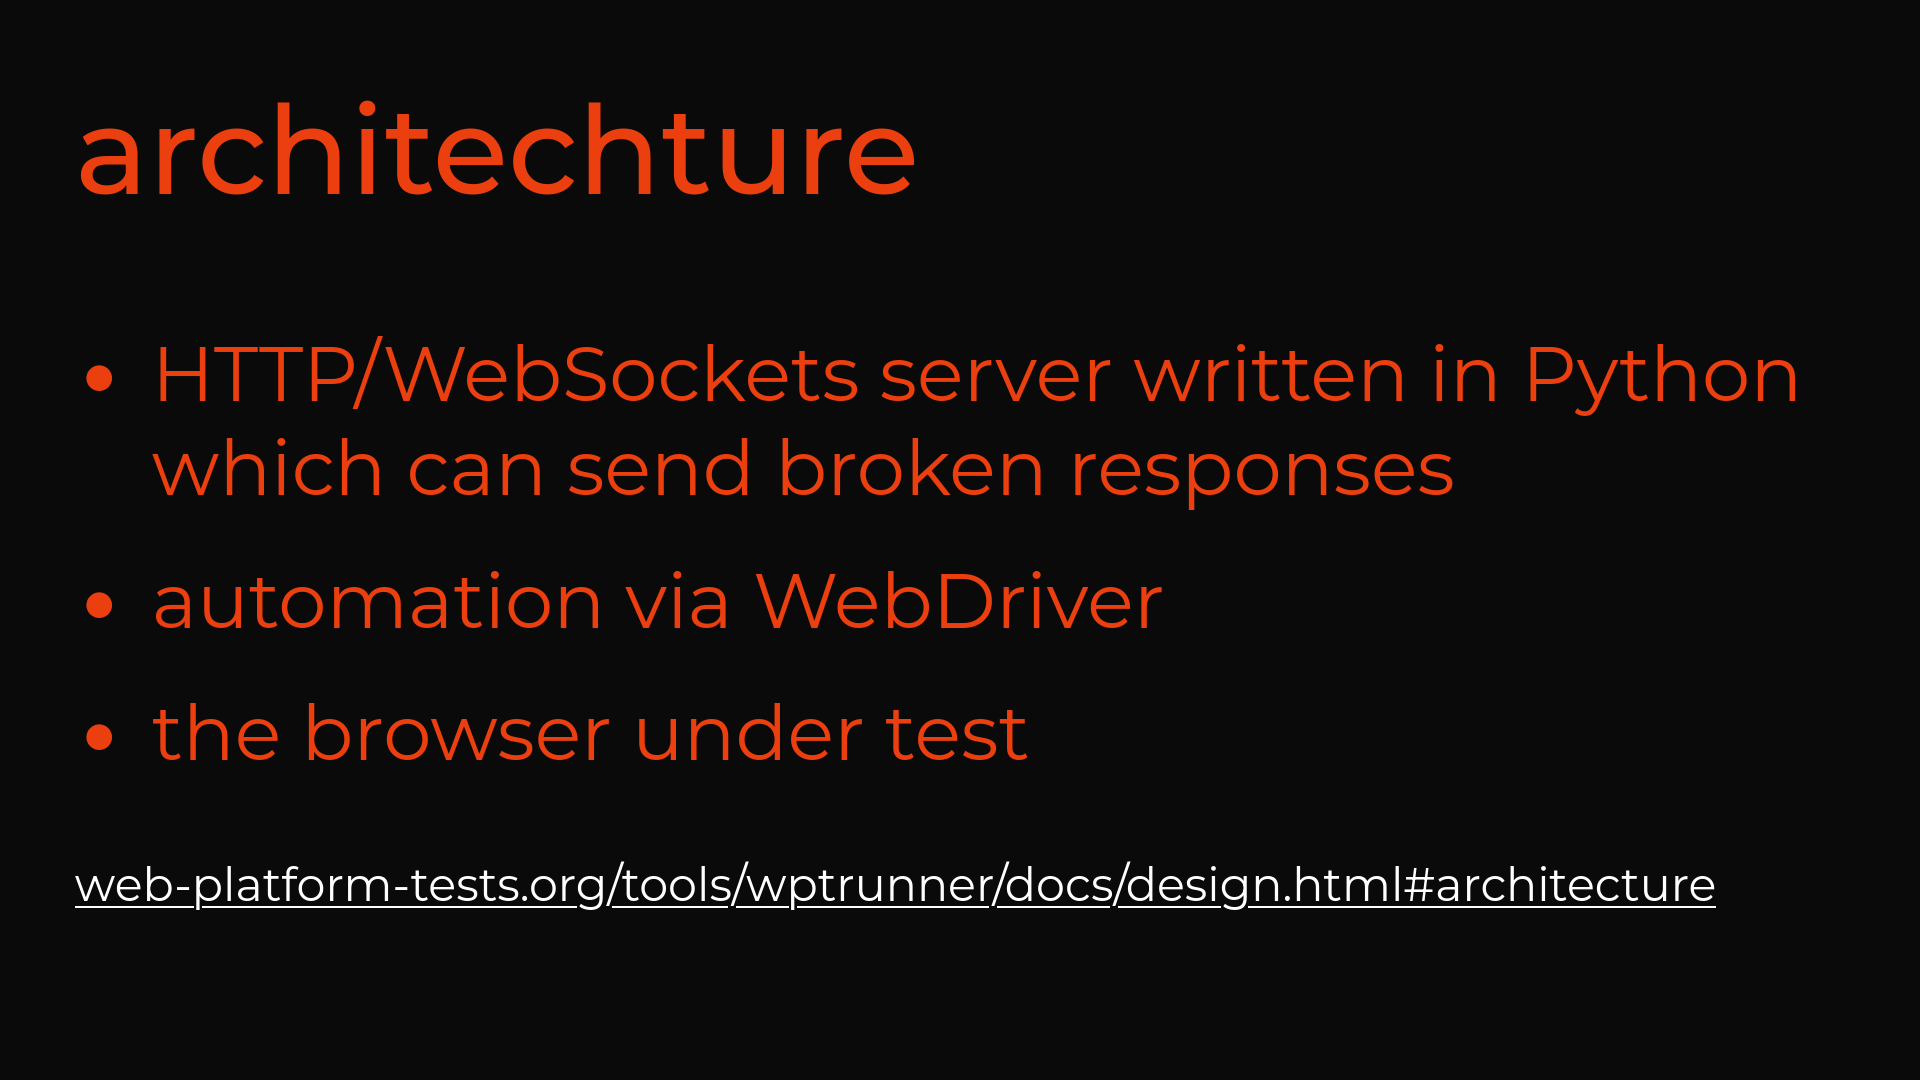 architechture
• HTTP/WebSockets server written in Python
which can send broken responses
• automation via WebDriver
• the browser under test
web-platform-tests.org/tools/wptrunner/docs/design.html#architecture